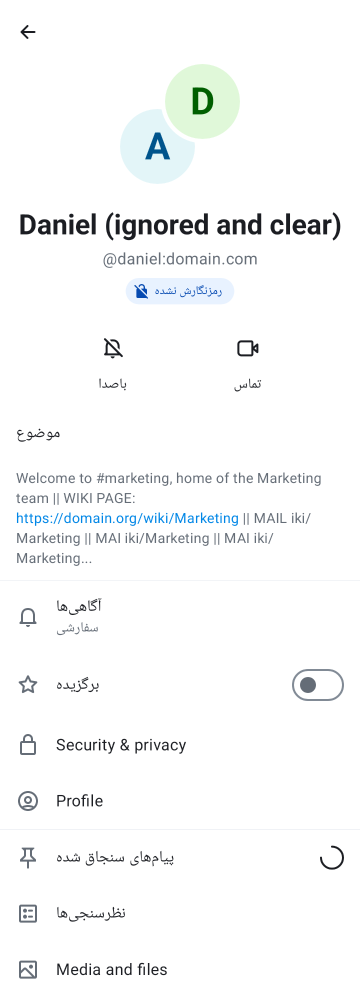 D
A
Daniel (ignored and clear)
@daniel:domain.com
رمزنگارش نشده
باصدا
تماس
موضوع
Welcome to #marketing, home of the Marketing
team || WIKI PAGE:
https://domain.org/wiki/Marketing || MAIL iki/
Marketing || MAI iki/Marketing || MAI iki/
Marketing...
آگاهی‌ها
سفارشی
برگزیده
Security & privacy
Profile
پیام‌های سنجاق شده
نظرسنجی‌ها
Media and files